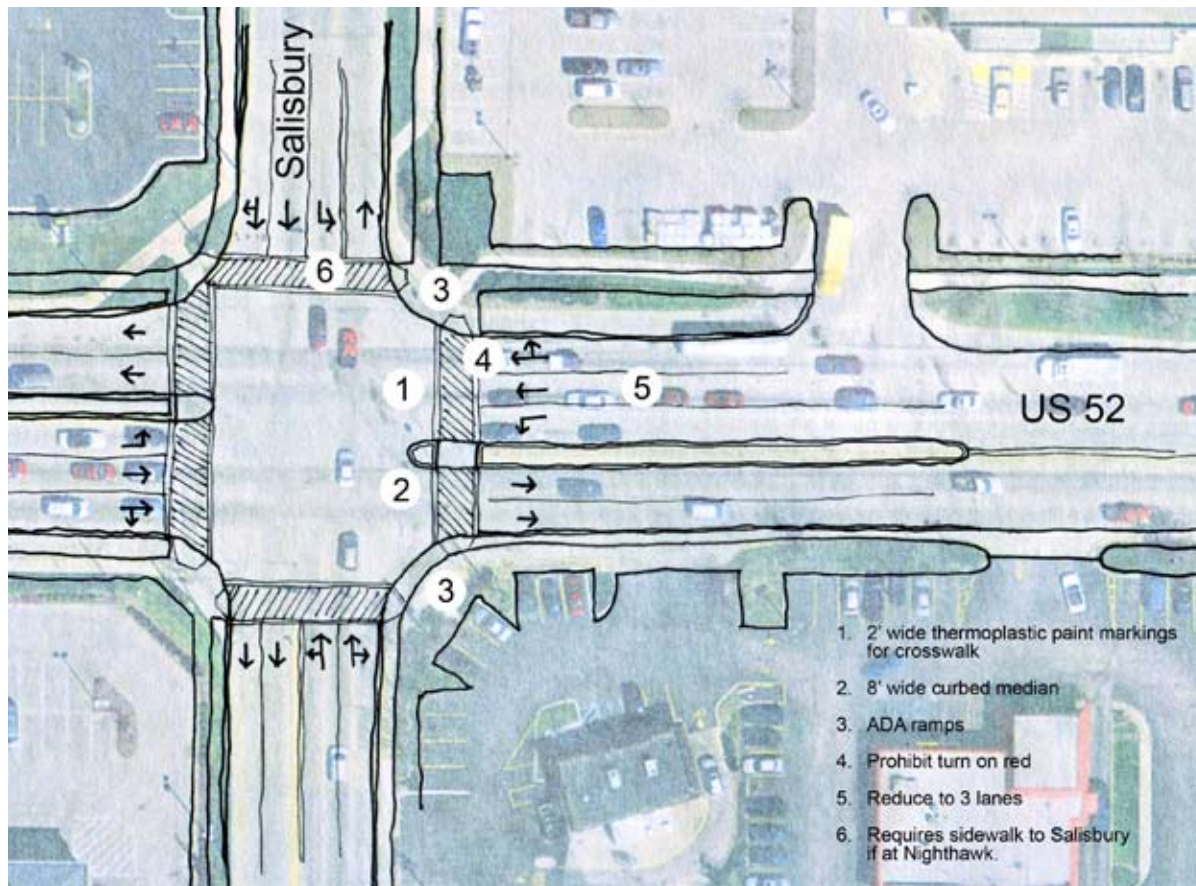 Salisbury
6
3
4
1
5
US 52
2
3
1. 2' wide thermoplastic paint markings
for crosswalk
2. 8' wide curbed median
3. ADA ramps
4. Prohibit turn on red
5. Reduce to 3 lanes
6. Requires sidewalk to Salisbury
if at Nighthawk.